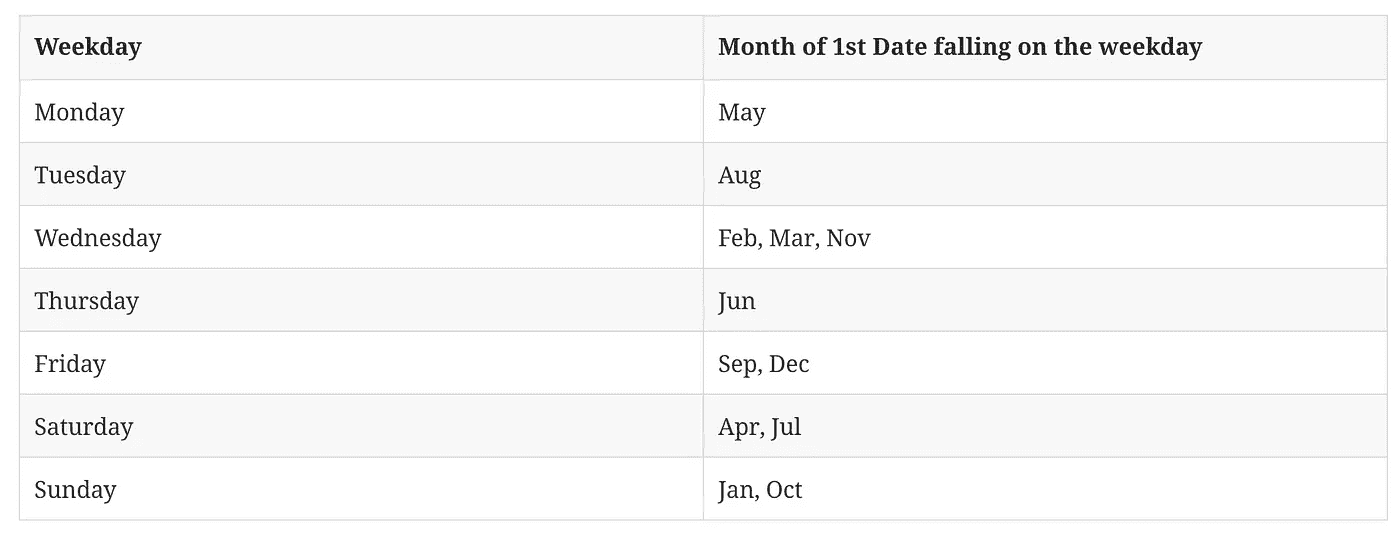 Weekday Month of 1st Date falling on the weekday
Monday May
Tuesday Aug
Wednesday Feb, Mar, Nov
Thursday Jun
Friday Sep, Dec
Saturday Apr, Jul
Sunday Jan, Oct